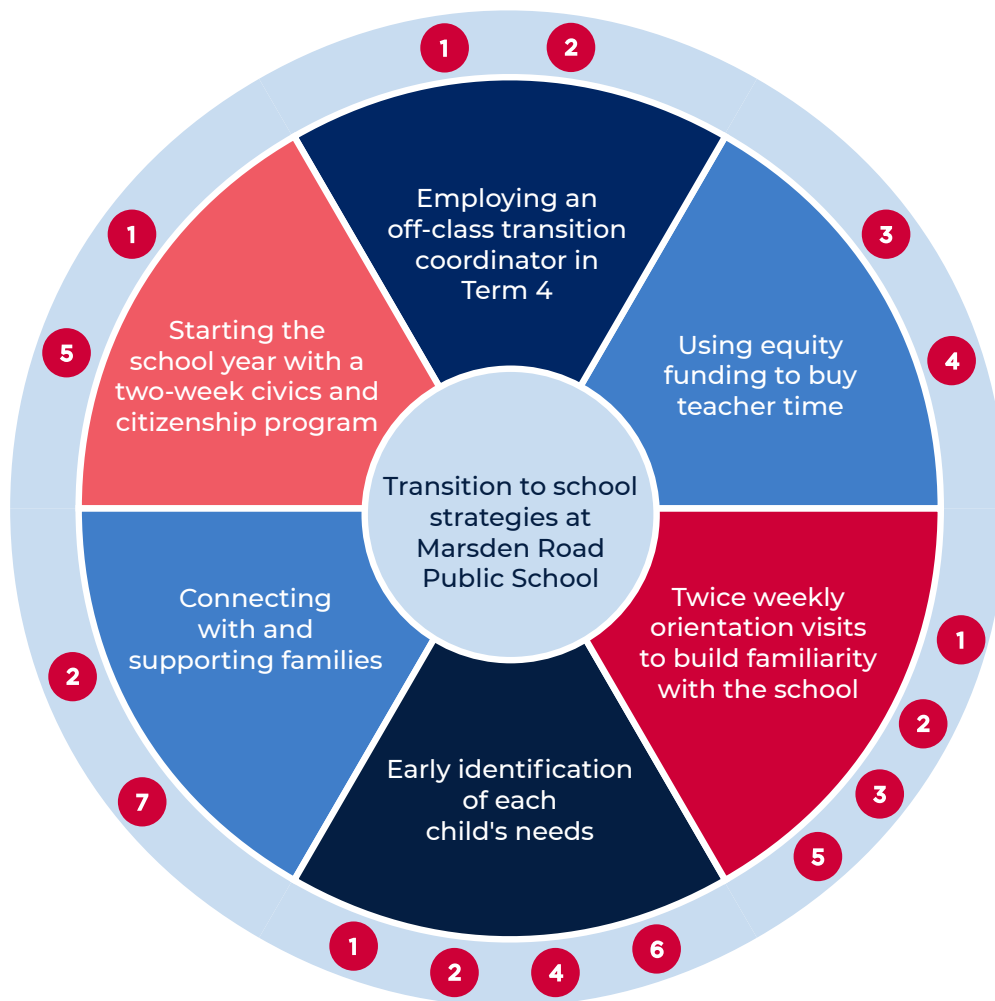 1
2
Employing an
off-class transition
coordinator in
Term 4
3
4
Using equity
funding to buy
teacher time
1
2
3
5
Twice weekly
orientation visits
to build familiarity
with the school
6
4
2
1
Early identification
of each
child's needs
7
2
Connecting
with and
supporting families
5
1
Starting the
school year with a
two-week civics and
citizenship program
Transition to school
strategies at
Marsden Road
Public School